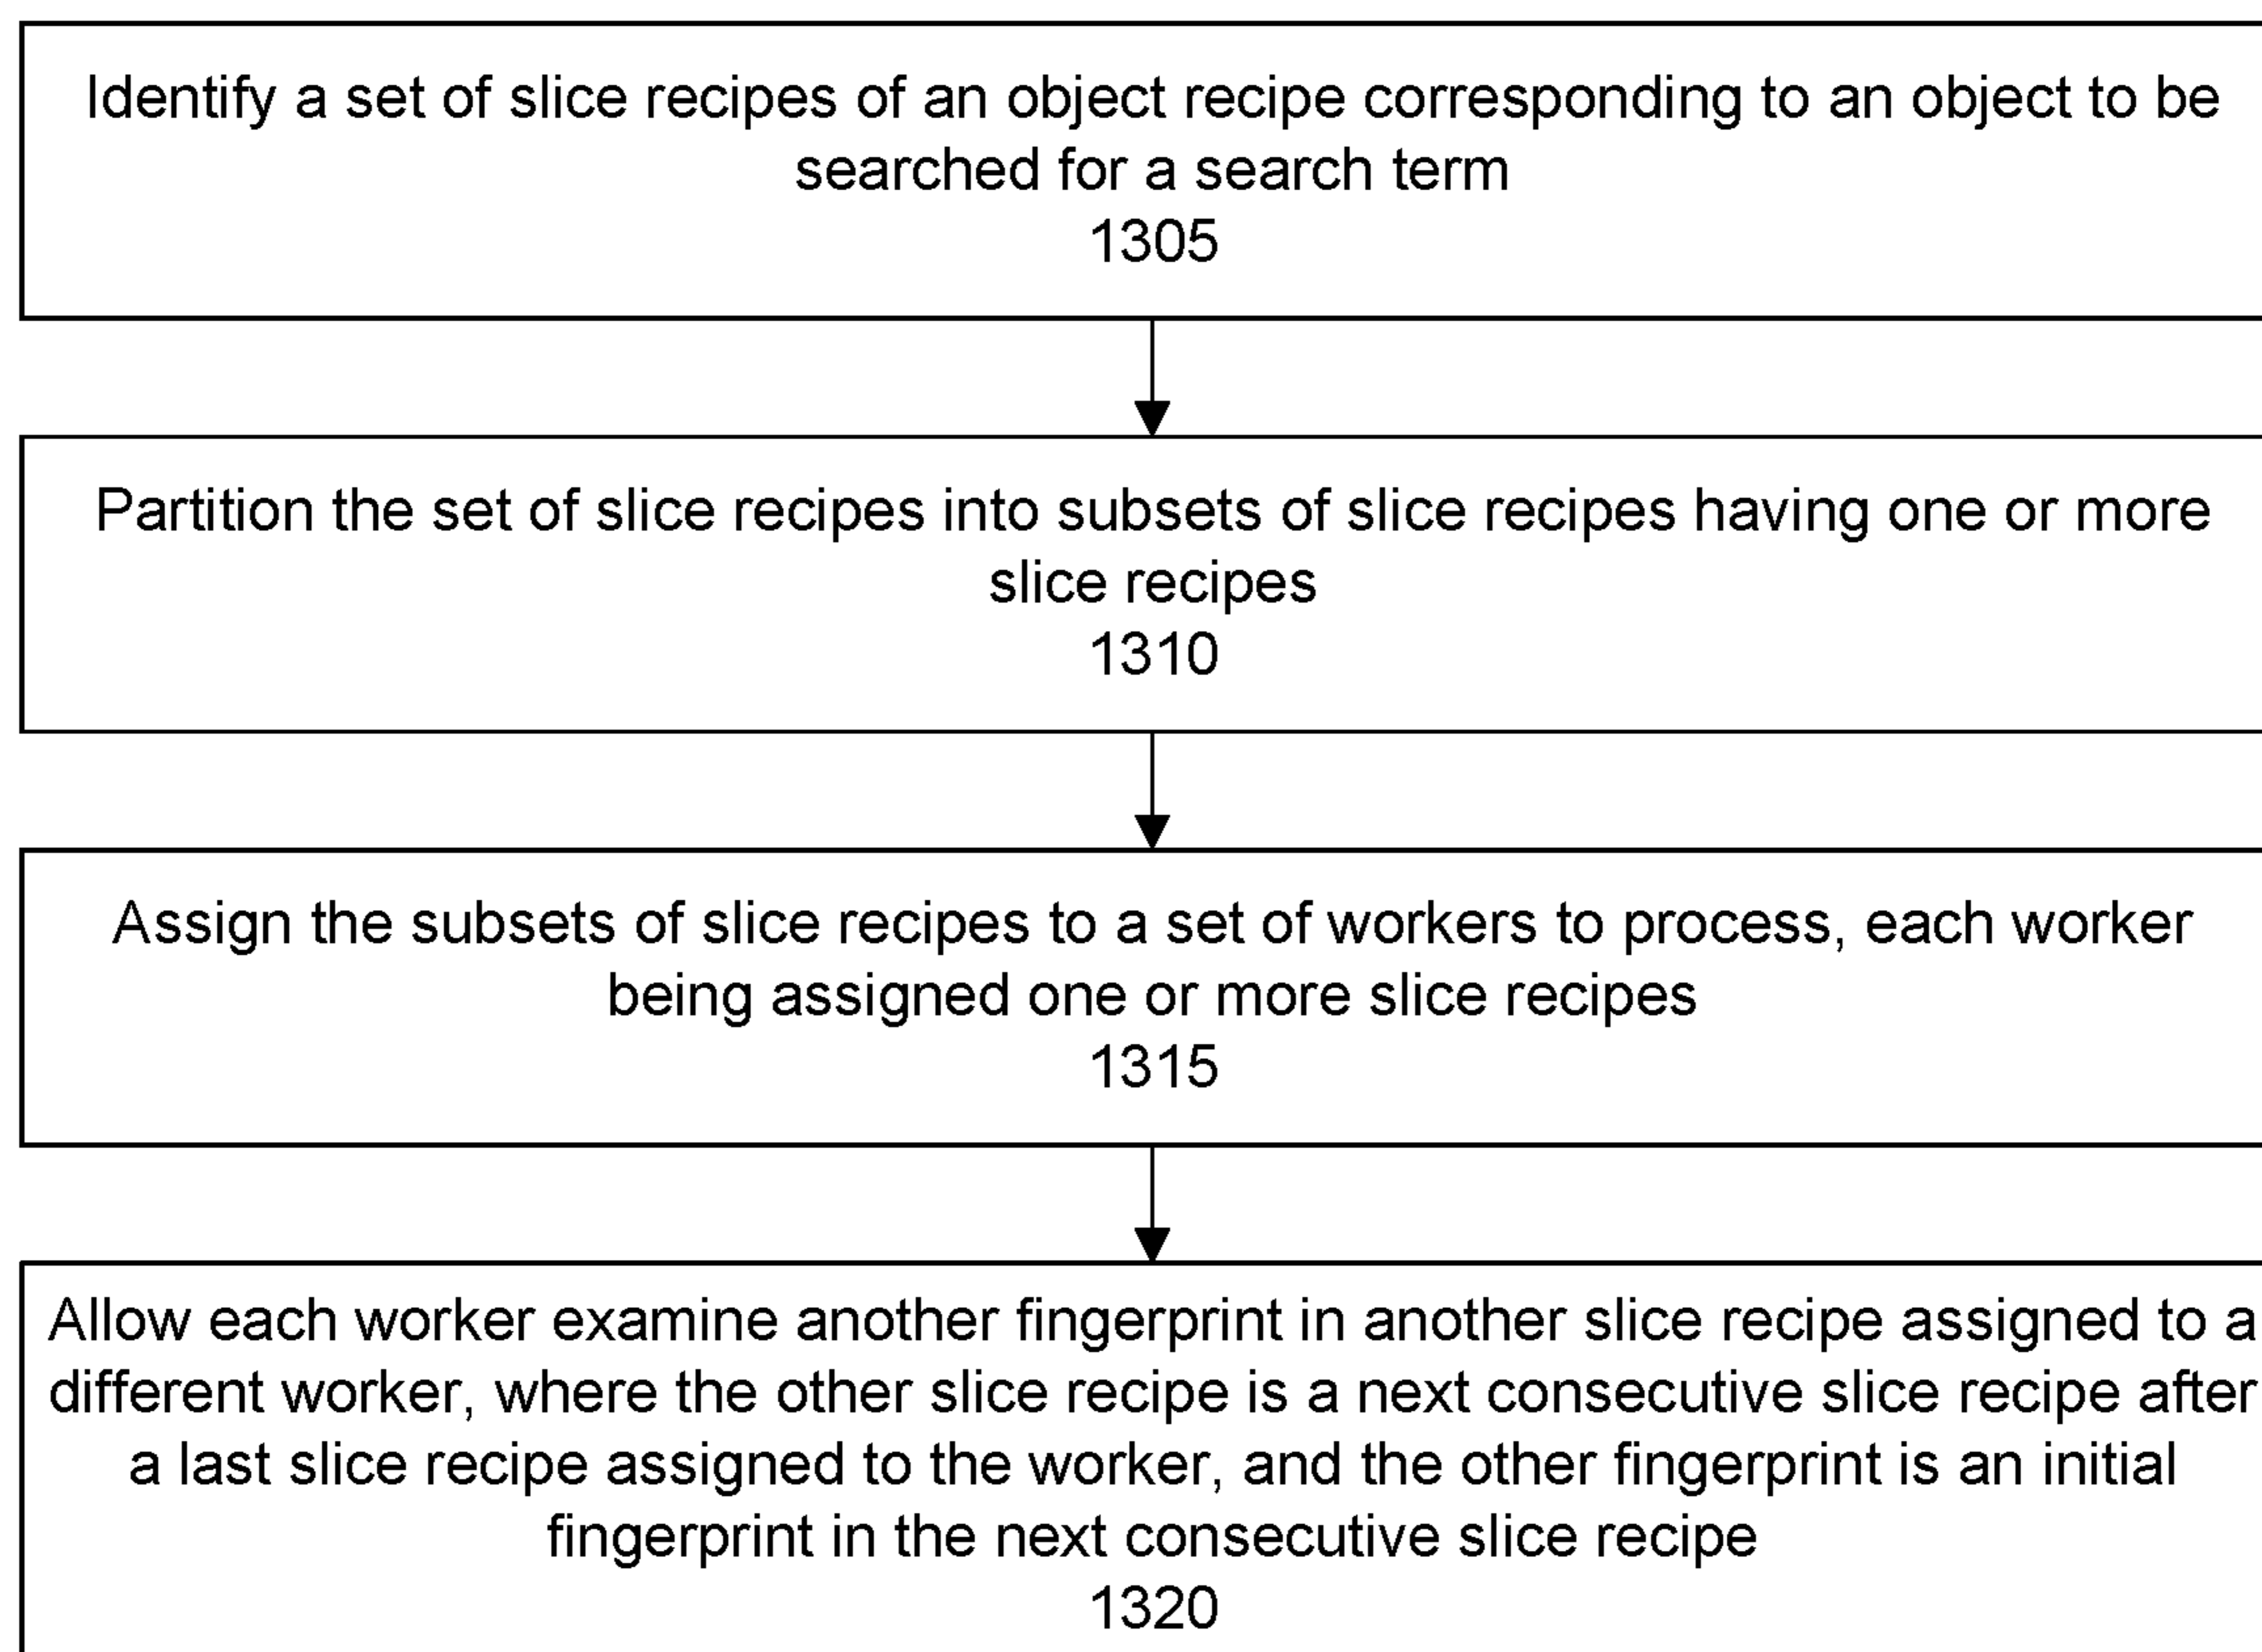 Identify a set of slice recipes of an object recipe corresponding to an object to be
searched for a search term
1305
Partition the set of slice recipes into subsets of slice recipes having one or more
slice recipes
1310
Assign the subsets of slice recipes to a set of workers to process, each worker
being assigned one or more slice recipes
1315
Allow each worker examine another fingerprint in another slice recipe assigned to a
different worker, where the other slice recipe is a next consecutive slice recipe after
a last slice recipe assigned to the worker, and the other fingerprint is an initial
fingerprint in the next consecutive slice recipe
1320